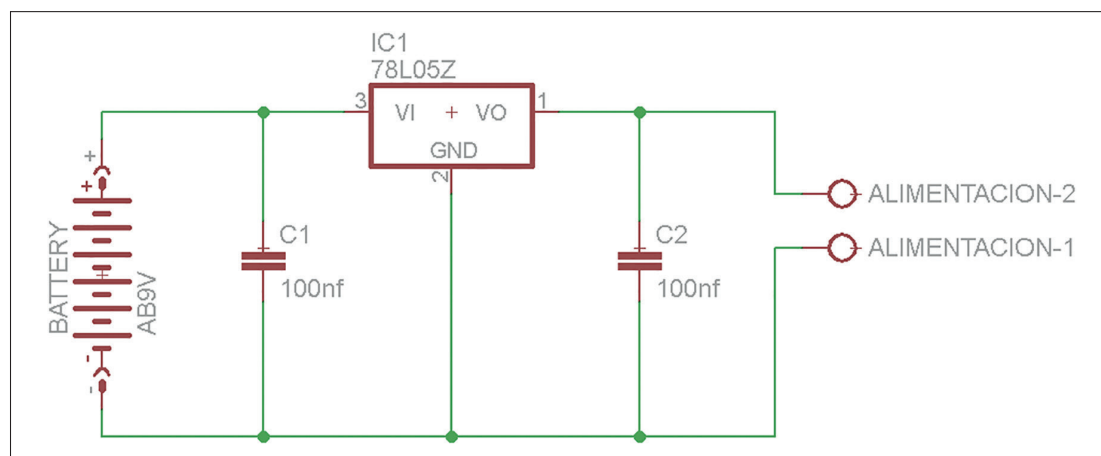 IC1
78L05Z
3 VI + VO 1
GND
2
+
+
BATTERY
AB9V
-
-
C1
100nf
C2
100nf
ALIMENTACION-2
ALIMENTACION-1